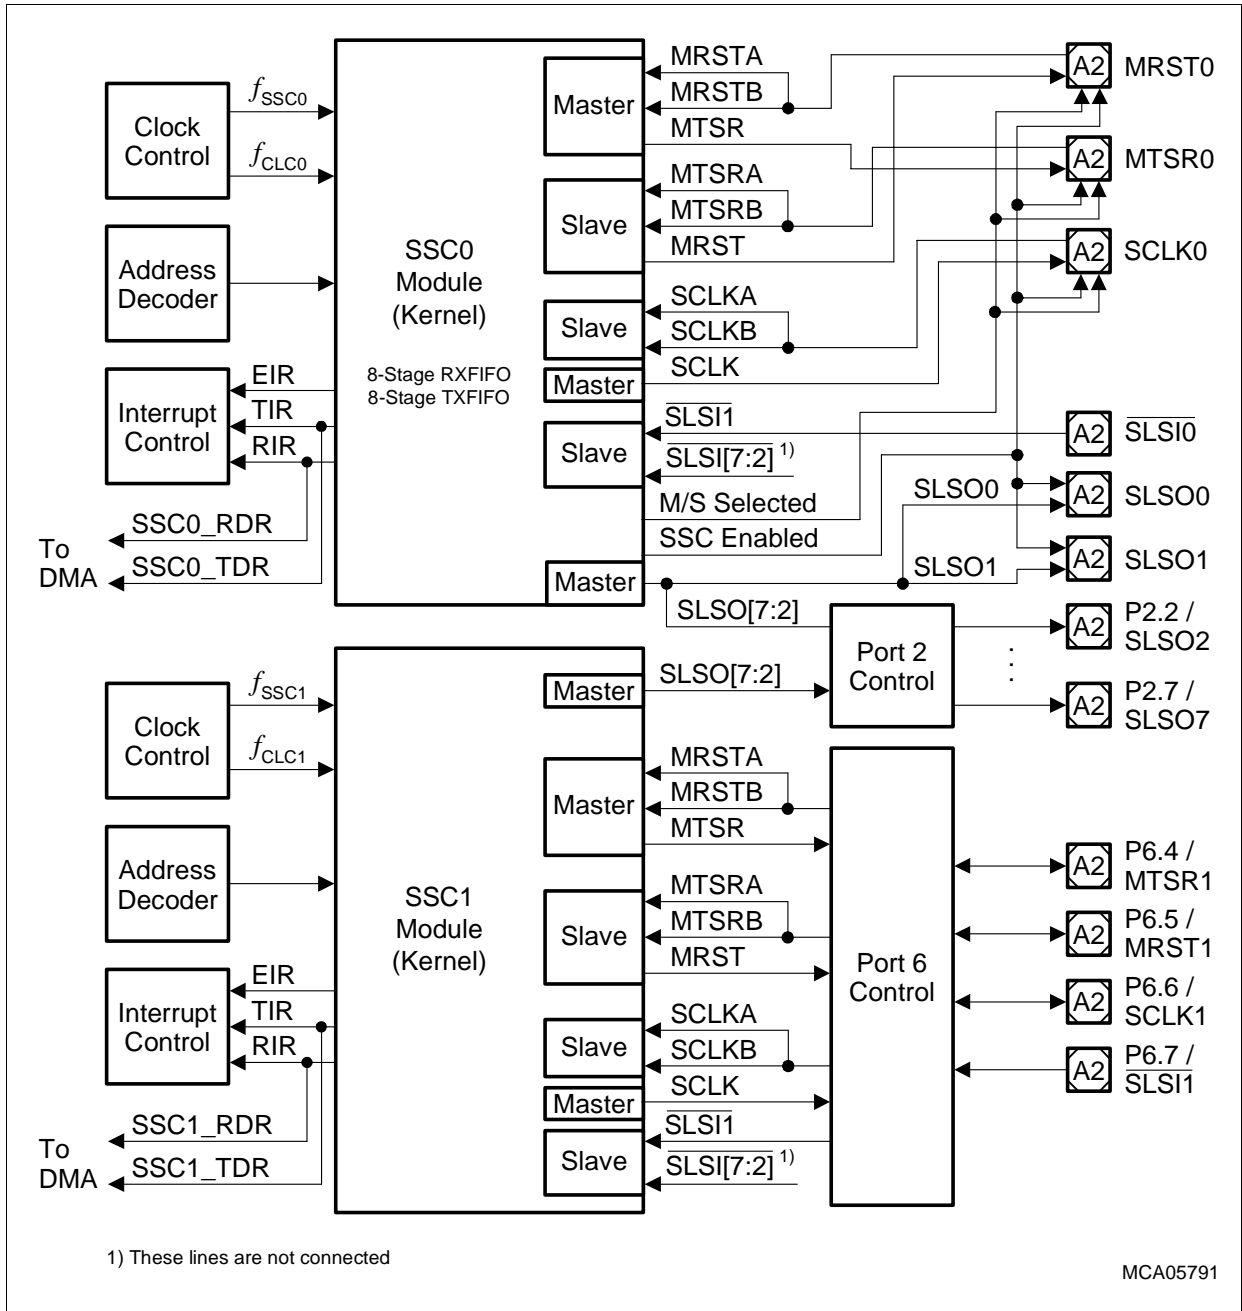 Clock
Control
fSSC0
fCLC0
Address
Decoder
Interrupt
Control
EIR
TIR
RIR
To
DMA
SSC0_RDR
SSC0_TDR
SSC0
Module
(Kernel)
8-Stage RXFIFO
8-Stage TXFIFO
Master
MRSTA
MRSTB
MTSR
Slave
MTSRA
MTSRB
MRST
Slave
SCLKA
SCLKB
SCLK
Master
Slave
SLSI1
SLSI[7:2] 1)
M/S Selected
SSC Enabled
Master
SLSO0
SLSO1
SLSO[7:2]
A2 MRST0
A2 MTSR0
A2 SCLK0
A2 SLSI0
A2 SLSO0
A2 SLSO1
A2 P2.2 /
SLSO2
A2 P2.7 /
SLSO7
Port 2
Control
Clock
Control
fSSC1
fCLC1
Address
Decoder
Interrupt
Control
EIR
TIR
RIR
To
DMA
SSC1_RDR
SSC1_TDR
SSC1
Module
(Kernel)
Master
SLSO[7:2]
Master
MRSTA
MRSTB
MTSR
Slave
MTSRA
MTSRB
MRST
Slave
SCLKA
SCLKB
SCLK
Master
Slave
SLSI1
SLSI[7:2] 1)
Port 6
Control
A2 P6.4 /
MTSR1
A2 P6.5 /
MRST1
A2 P6.6 /
SCLK1
A2 P6.7 /
SLSI1
1) These lines are not connected
MCA05791